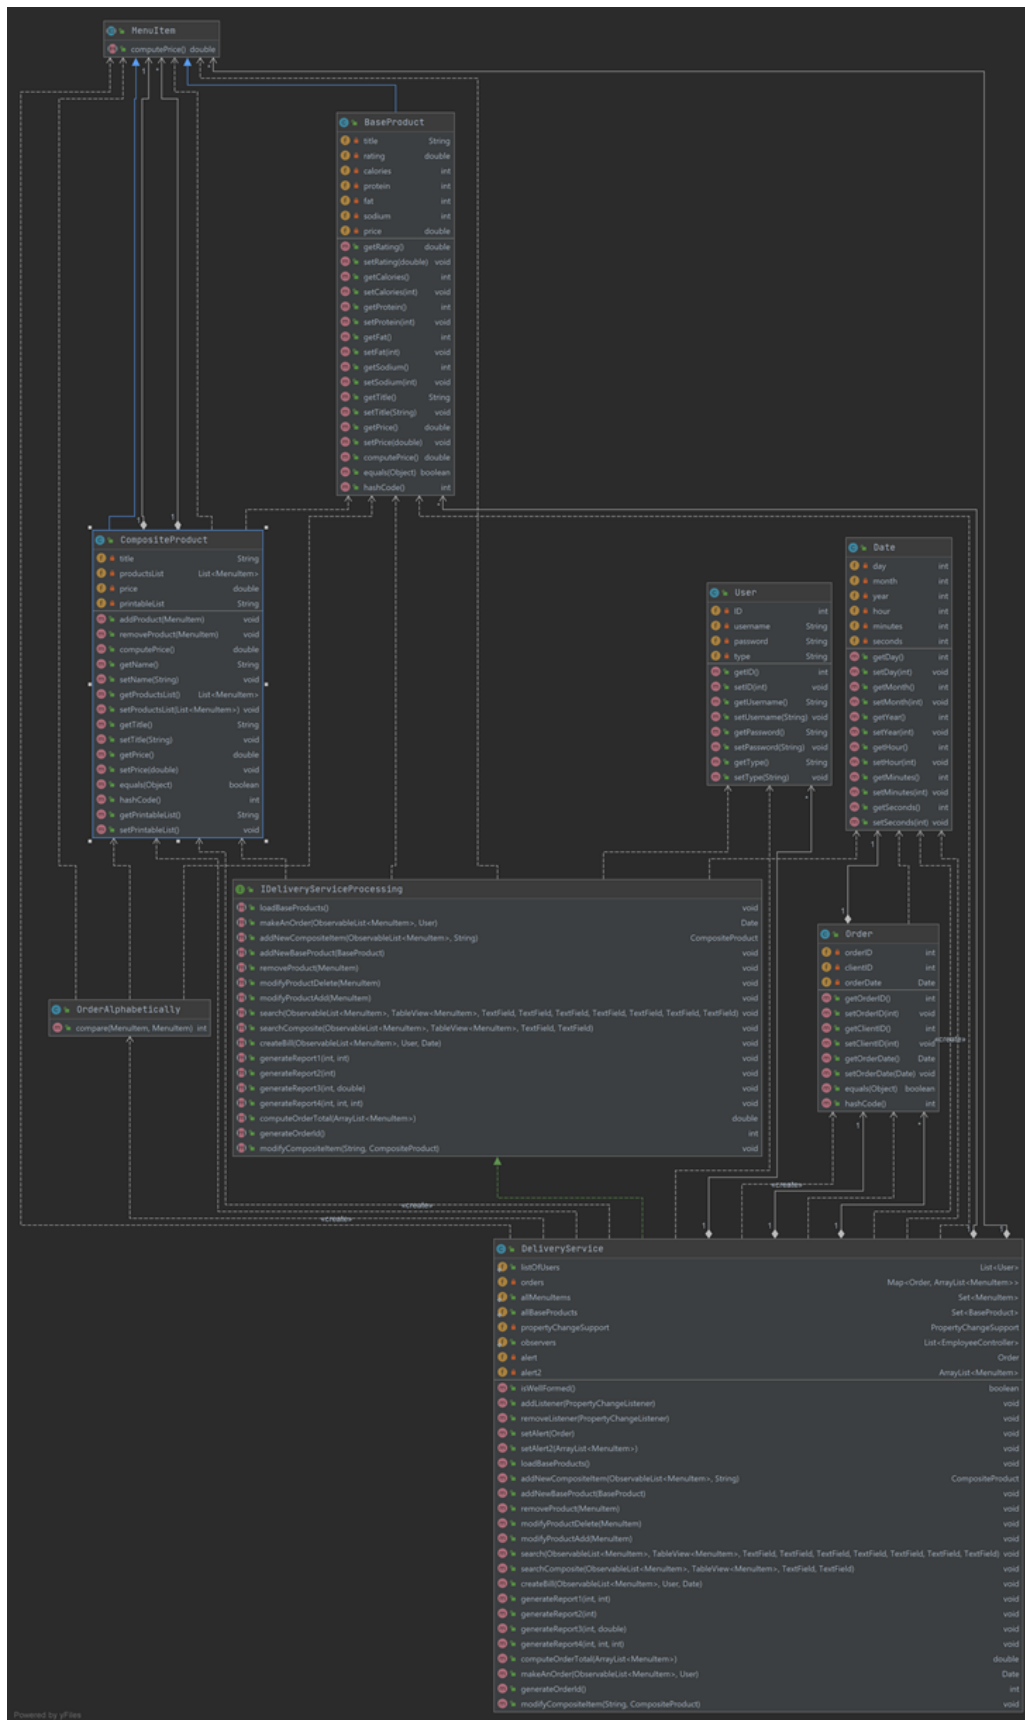 MenuItem
computePrice() double
1
*
*
BaseProduct
title String
rating double
calories int
protein int
fat int
sodium int
price double
getRating() double
setRating(double) void
getCalories() int
setCalories(int) void
getProtein() int
setProtein(int) void
getFat() int
setFat(int) void
getSodium() int
setSodium(int) void
getTitle() String
setTitle(String) void
getPrice() double
setPrice(double) void
computePrice() double
equals(Object) boolean
hashCode() int
*
1
1
CompositeProduct
title String
productsList List<MenuItem>
price double
printableList String
addProduct(MenuItem) void
removeProduct(MenuItem) void
computePrice() double
getName() String
setName(String) void
getProductsList() List<MenuItem>
setProductsList(List<MenuItem>) void
getTitle() String
setTitle(String) void
getPrice() double
setPrice(double) void
equals(Object) boolean
hashCode() int
getPrintableList() String
setPrintableList() void
User
ID int
username String
password String
type String
getID() int
setID(int) void
getUsername() String
setUsername(String) void
getPassword() String
setPassword(String) void
getType() String
setType(String) void
*
Date
day int
month int
year int
hour int
minutes int
seconds int
getDay() int
setDay(int) void
getMonth() int
setMonth(int) void
getYear() int
setYear(int) void
getHour() int
setHour(int) void
getMinutes() int
setMinutes(int) void
getSeconds() int
setSeconds(int) void
1
1
IDeliveryServiceProcessing
loadBaseProducts() void
makeAnOrder(ObservableList<MenuItem>, User) Date
addNewCompositeItem(ObservableList<MenuItem>, String) CompositeProduct
addNewBaseProduct(BaseProduct) void
removeProduct(MenuItem) void
modifyProductDelete(MenuItem) void
modifyProductAdd(MenuItem) void
search(ObservableList<MenuItem>, TableView<MenuItem>, TextField, TextField, TextField, TextField, TextField, TextField, TextField) void
searchComposite(ObservableList<MenuItem>, TableView<MenuItem>, TextField, TextField) void
createBill(ObservableList<MenuItem>, User, Date) void
generateReport1(int, int) void
generateReport2(int) void
generateReport3(int, double) void
generateReport4(int, int, int) void
computeOrderTotal(ArrayList<MenuItem>) double
generateOrderId() int
modifyCompositeItem(String, CompositeProduct) void
Order
orderID int
clientID int
orderDate Date
getOrderID() int
setOrderID(int) void
getClientID() int
setClientID(int) void
«create»
getOrderDate() Date
setOrderDate(Date) void
equals(Object) boolean
hashCode() int
OrderAlphabetically
compare(MenuItem, MenuItem) int
1
*
«create»
«create»
«create»
1
1
1
1
1
DeliveryService
listOfUsers List<User>
orders Map<Order, ArrayList<MenuItem>>
allMenuItems Set<MenuItem>
allBaseProducts Set<BaseProduct>
propertyChangeSupport PropertyChangeSupport
observers List<EmployeeController>
alert Order
alert2 ArrayList<MenuItem>
isWellFormed() boolean
addListener(PropertyChangeListener) void
removeListener(PropertyChangeListener) void
setAlert(Order) void
setAlert2(ArrayList<MenuItem>) void
loadBaseProducts() void
addNewCompositeItem(ObservableList<MenuItem>, String) CompositeProduct
addNewBaseProduct(BaseProduct) void
removeProduct(MenuItem) void
modifyProductDelete(MenuItem) void
modifyProductAdd(MenuItem) void
search(ObservableList<MenuItem>, TableView<MenuItem>, TextField, TextField, TextField, TextField, TextField, TextField, TextField) void
searchComposite(ObservableList<MenuItem>, TableView<MenuItem>, TextField, TextField) void
createBill(ObservableList<MenuItem>, User, Date) void
generateReport1(int, int) void
generateReport2(int) void
generateReport3(int, double) void
generateReport4(int, int, int) void
computeOrderTotal(ArrayList<MenuItem>) double
makeAnOrder(ObservableList<MenuItem>, User) Date
generateOrderId() int
modifyCompositeItem(String, CompositeProduct) void
Powered by yFiles